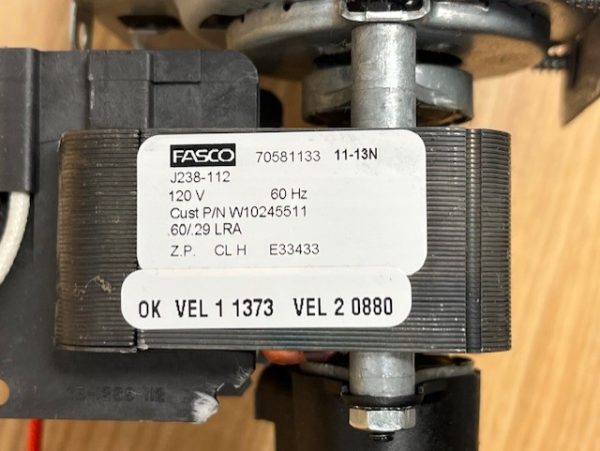 FASCO 70581133 11-13N
J238-112
120 V 60 Hz
Cust P/N W10245511
.60/.29 LRA
Z.P. CL H E33433
OK VEL 1 1373 VEL 2 0880